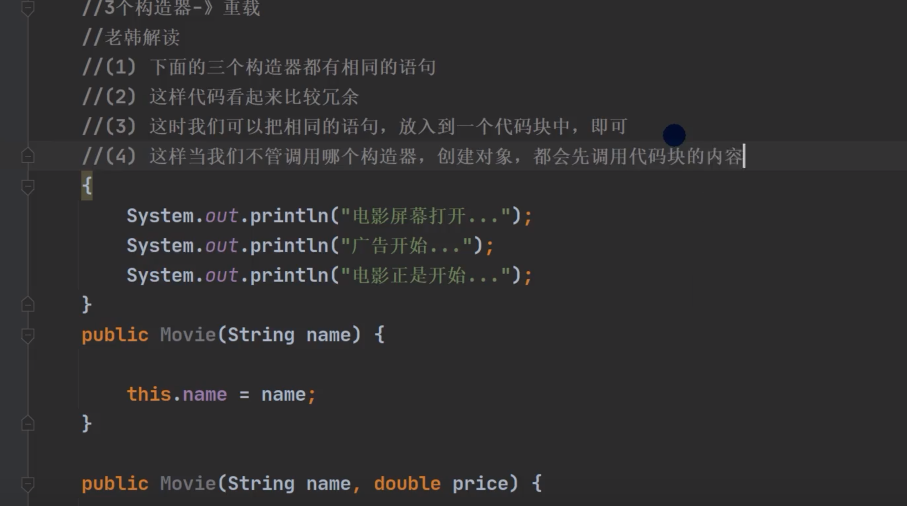 //3个构造器-》重载
//老韩解读
//(1) 下面的三个构造器都有相同的语句
//(2) 这样代码看起来比较冗余
//(3) 这时我们可以把相同的语句，放入到一个代码块中，即可
//(4) 这样当我们不管调用哪个构造器，创建对象，都会先调用代码块的内容
{
System.out.println("电影屏幕打开...");
System.out.println("广告开始...");
System.out.println("电影正是开始...");
}
public Movie(String name) {
this.name = name;
}
public Movie(String name, double price) {